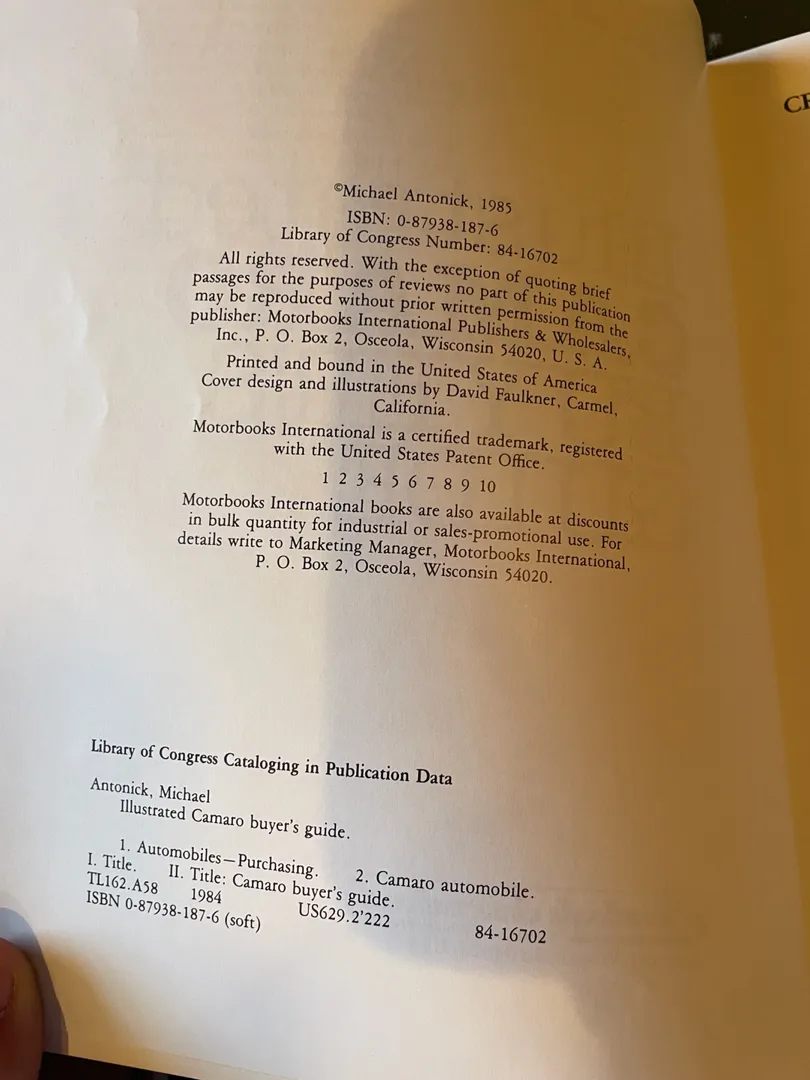 ©Michael Antonick, 1985
ISBN: 0-87938-187-6
Library of Congress Number: 84-16702
All rights reserved. With the exception of quoting brief
passages for the purposes of reviews no part of this publication
may be reproduced without prior written permission from the
publisher: Motorbooks International Publishers & Wholesalers,
Inc., P. O. Box 2, Osceola, Wisconsin 54020, U. S. A.
Printed and bound in the United States of America
Cover design and illustrations by David Faulkner, Carmel,
California.
Motorbooks International is a certified trademark, registered
with the United States Patent Office.
1 2 3 4 5 6 7 8 9 10
Motorbooks International books are also available at discounts
in bulk quantity for industrial or sales-promotional use. For
details write to Marketing Manager, Motorbooks International,
P. O. Box 2, Osceola, Wisconsin 54020.
Library of Congress Cataloging in Publication Data
Antonick, Michael
Illustrated Camaro buyer's guide.
1. Automobiles—Purchasing. 2. Camaro automobile.
I. Title. II. Title: Camaro buyer's guide.
TL162.A58 1984 US629.2'222 84-16702
ISBN 0-87938-187-6 (soft)